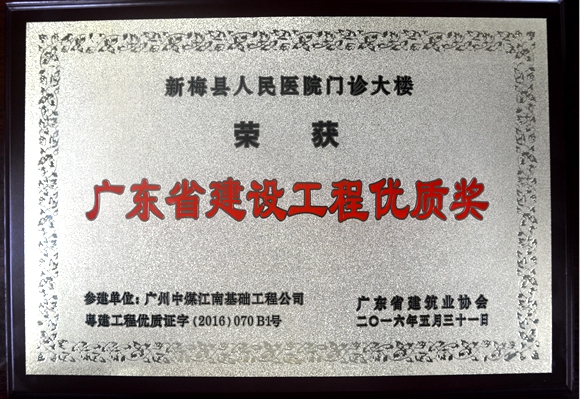 新梅县人民医院门诊大楼
荣获
广东省建设工程优质奖
参建单位：广州中煤江南基础工程公司
粤建工程优质证字（2016）070 B1号
广东省建筑业协会
二〇一六年五月三十一日